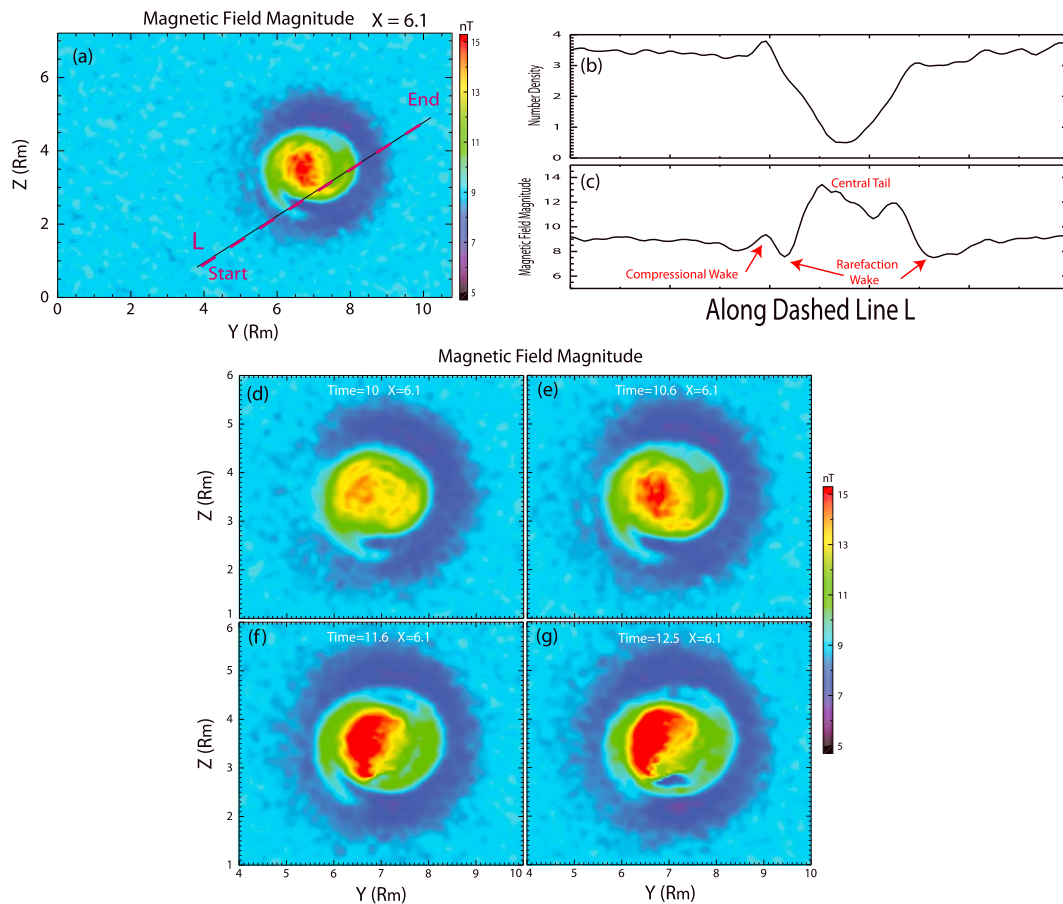 Magnetic Field Magnitude X = 6.1
nT
(a)
End
L
Start
Z (Rm)
6
4
2
0
0 2 4 6 8 10
Y (Rm)
15
13
11
9
7
5
(b)
Number Density
4
3
2
1
0
(c)
Magnetic Field Magnitude
14
12
10
8
6
Central Tail
Compressional Wake
Rarefaction
Wake
Along Dashed Line L
Magnetic Field Magnitude
(d)
Time=10 X=6.1
(e)
Time=10.6 X=6.1
Z (Rm)
6
5
4
3
2
1
(f)
Time=11.6 X=6.1
(g)
Time=12.5 X=6.1
Z (Rm)
6
5
4
3
2
1
4 5 6 7 8 9 10
4 5 6 7 8 9 10
Y (Rm)
Y (Rm)
nT
15
13
11
9
7
5